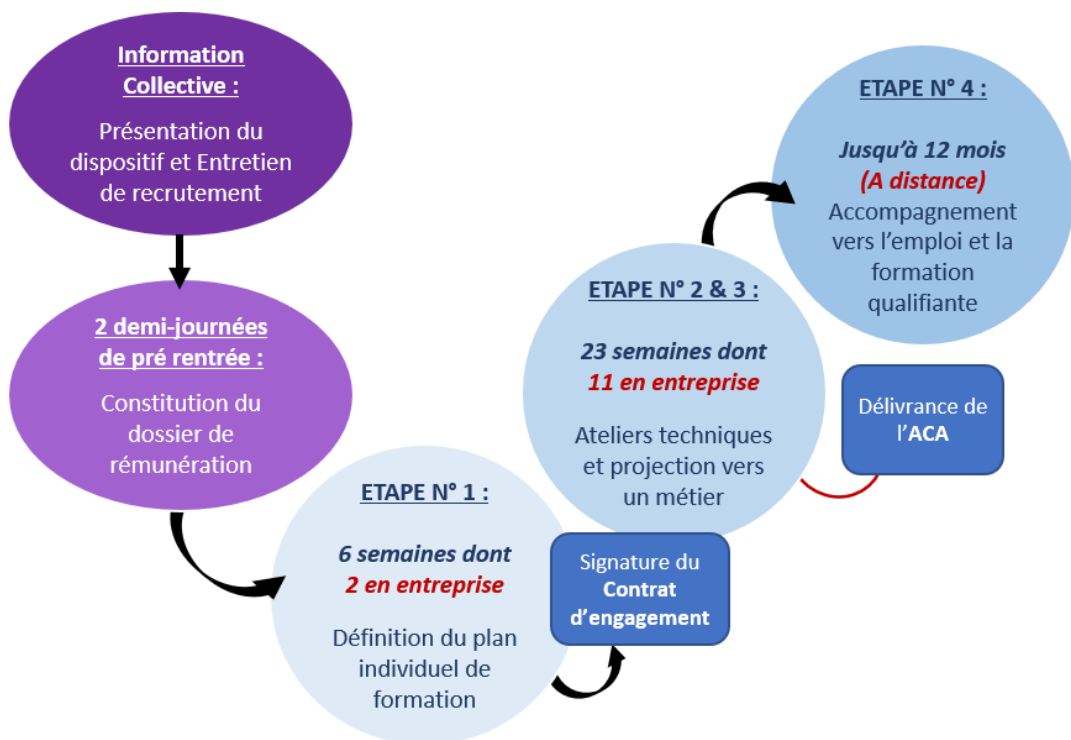 Information
Collective :
Présentation du
dispositif et Entretien
de recrutement
2 demi-journées
de pré rentrée :
Constitution du
dossier de
rémunération
ETAPE N° 1 :
6 semaines dont
2 en entreprise
Définition du plan
individuel de
formation
Signature du
Contrat
d’engagement
ETAPE N° 2 & 3 :
23 semaines dont
11 en entreprise
Ateliers techniques
et projection vers
un métier
Délivrance de
l’ACA
ETAPE N° 4 :
Jusqu’à 12 mois
(A distance)
Accompagnement
vers l’emploi et la
formation
qualifiante